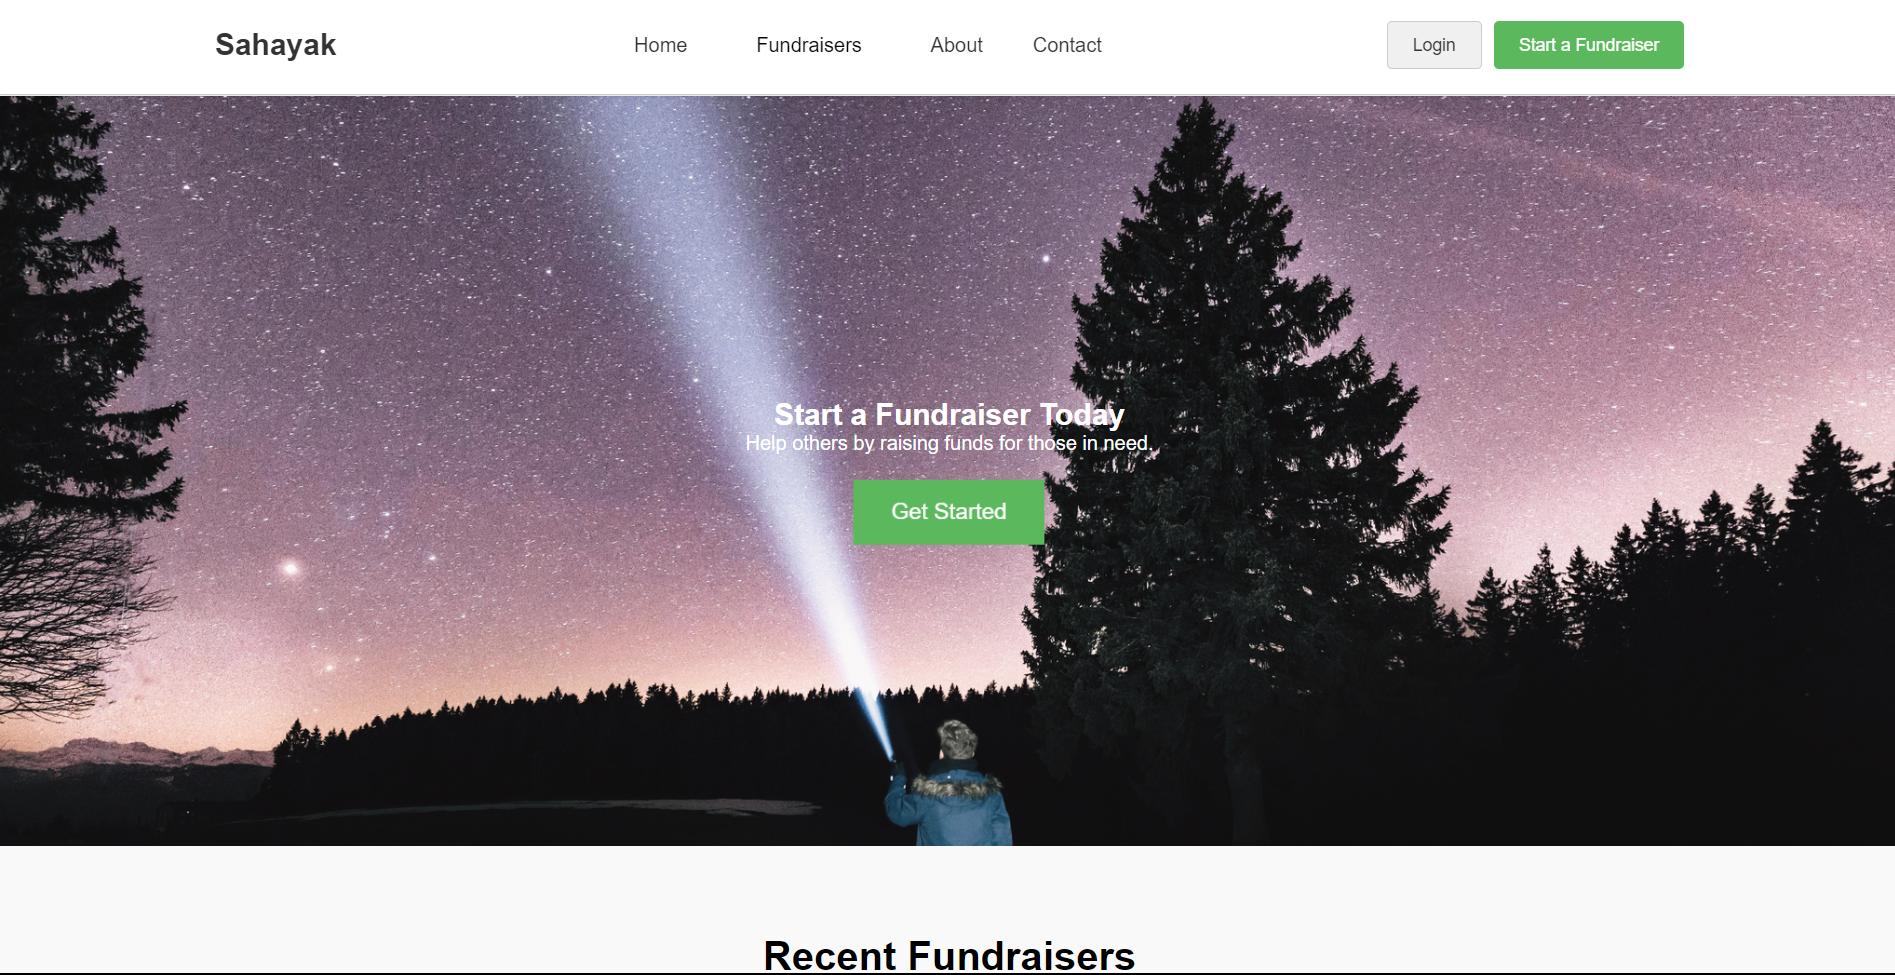 Sahayak
Home Fundraisers About Contact
Login Start a Fundraiser
Start a Fundraiser Today
Help others by raising funds for those in need.
Get Started
Recent Fundraisers